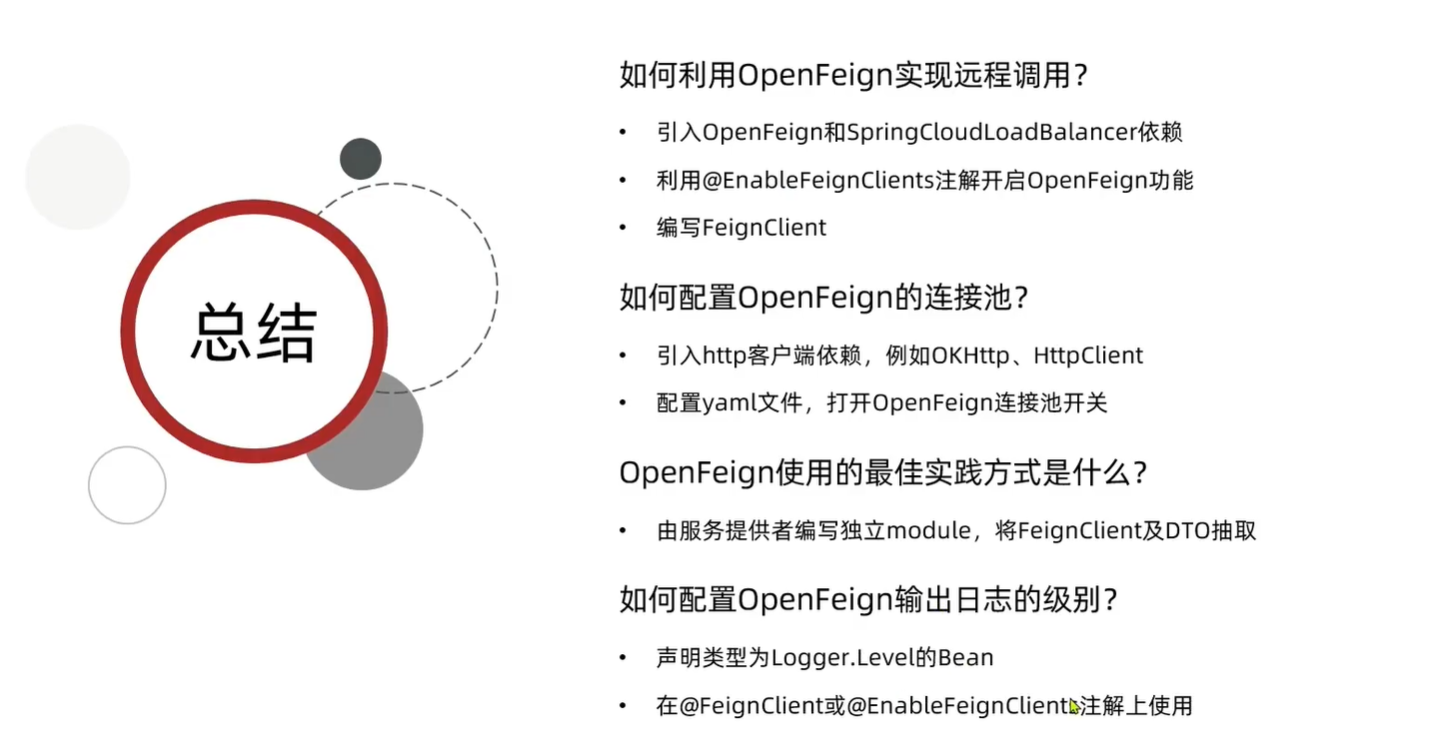 总结
如何利用OpenFeign实现远程调用？
• 引入OpenFeign和SpringCloudLoadBalancer依赖
• 利用@EnableFeignClients注解开启OpenFeign功能
• 编写FeignClient
如何配置OpenFeign的连接池？
• 引入http客户端依赖，例如OKHttp、HttpClient
• 配置yaml文件，打开OpenFeign连接池开关
OpenFeign使用的最佳实践方式是什么？
• 由服务提供者编写独立module，将FeignClient及DTO抽取
如何配置OpenFeign输出日志的级别？
• 声明类型为Logger.Level的Bean
• 在@FeignClient或@EnableFeignClients注解上使用